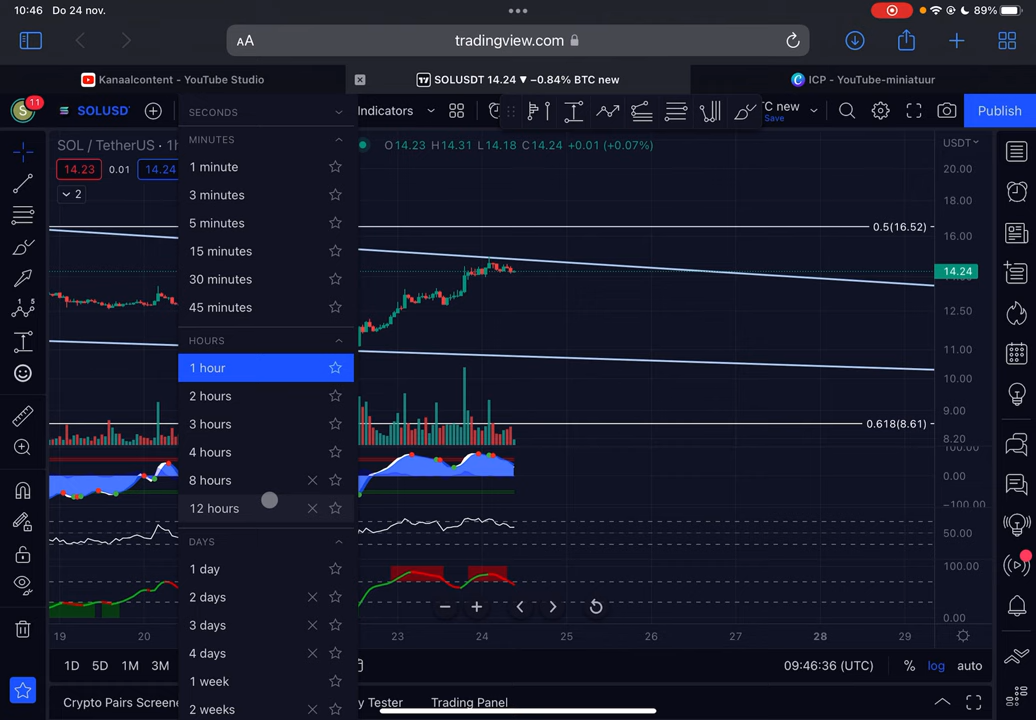 10:46 Do 24 nov. 89%
AA tradingview.com
Kanaalcontent - YouTube Studio
SOLUSDT 14.24 ▼ −0.84% BTC new
ICP - YouTube-miniatuur
S 11 SOLUSD Indicators C new Save Publish
SECONDS
MINUTES
1 minute
3 minutes
5 minutes
15 minutes
30 minutes
45 minutes
HOURS
1 hour
2 hours
3 hours
4 hours
8 hours
12 hours
DAYS
1 day
2 days
3 days
4 days
1 week
2 weeks
SOL / TetherUS · 1h
O14.23 H14.31 L14.18 C14.24 +0.01 (+0.07%)
14.23 0.01 14.24
2
0.5(16.52)
0.618(8.61)
USDT
20.00
18.00
16.00
14.24
12.50
11.00
10.00
9.00
8.20
0.00
−100.00
50.00
100.00
0.00
19 20 23 24 25 26 27 28 29
1D 5D 1M 3M 09:46:36 (UTC) % log auto
Crypto Pairs Screene Tester Trading Panel